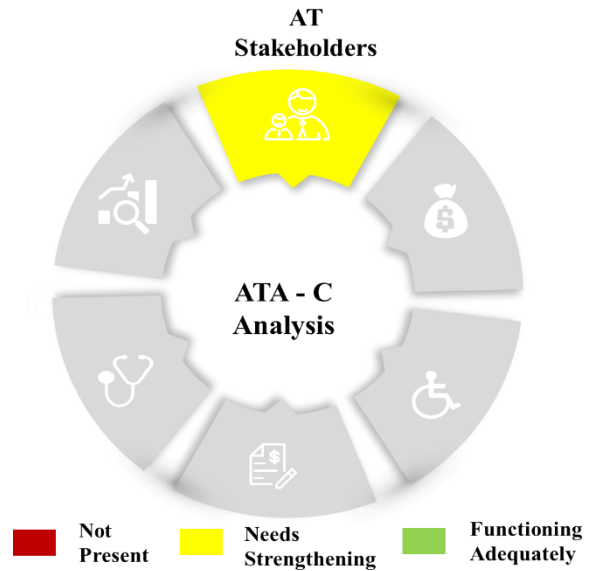 AT
Stakeholders
$
ATA - C
Analysis
$
Not
Present
Needs
Strengthening
Functioning
Adequately